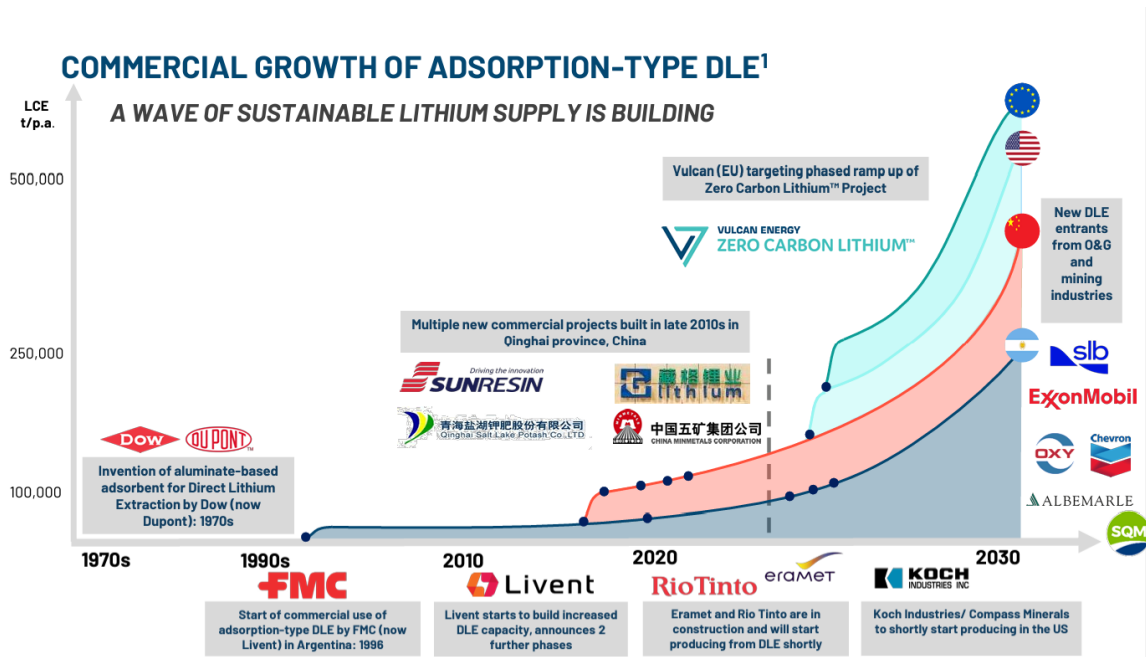 COMMERCIAL GROWTH OF ADSORPTION-TYPE DLE1
A WAVE OF SUSTAINABLE LITHIUM SUPPLY IS BUILDING
LCE
t/p.a.
500,000
250,000
100,000
Vulcan (EU) targeting phased ramp up of
Zero Carbon Lithium™ Project
VULCAN ENERGY
ZERO CARBON LITHIUM™
New DLE
entrants
from O&G
and
mining
industries
Multiple new commercial projects built in late 2010s in
Qinghai province, China
Driving the innovation
SUNRESIN
藏格锂业
G lithium
青海盐湖钾肥股份有限公司
Qinghai Salt Lake Potash Co.,LTD
中国五矿集团公司
CHINA MINMETALS CORPORATION
slb
ExxonMobil
OXY
Chevron
ALBEMARLE
SQM
DOW
DUPONT™
Invention of aluminate-based
adsorbent for Direct Lithium
Extraction by Dow (now
Dupont): 1970s
1970s
1990s
2010
2020
2030
FMC
Start of commercial use of
adsorption-type DLE by FMC (now
Livent) in Argentina: 1996
Livent
Livent starts to build increased
DLE capacity, announces 2
further phases
RioTinto
eramet
Eramet and Rio Tinto are in
construction and will start
producing from DLE shortly
KOCH
INDUSTRIES INC
Koch Industries/ Compass Minerals
to shortly start producing in the US